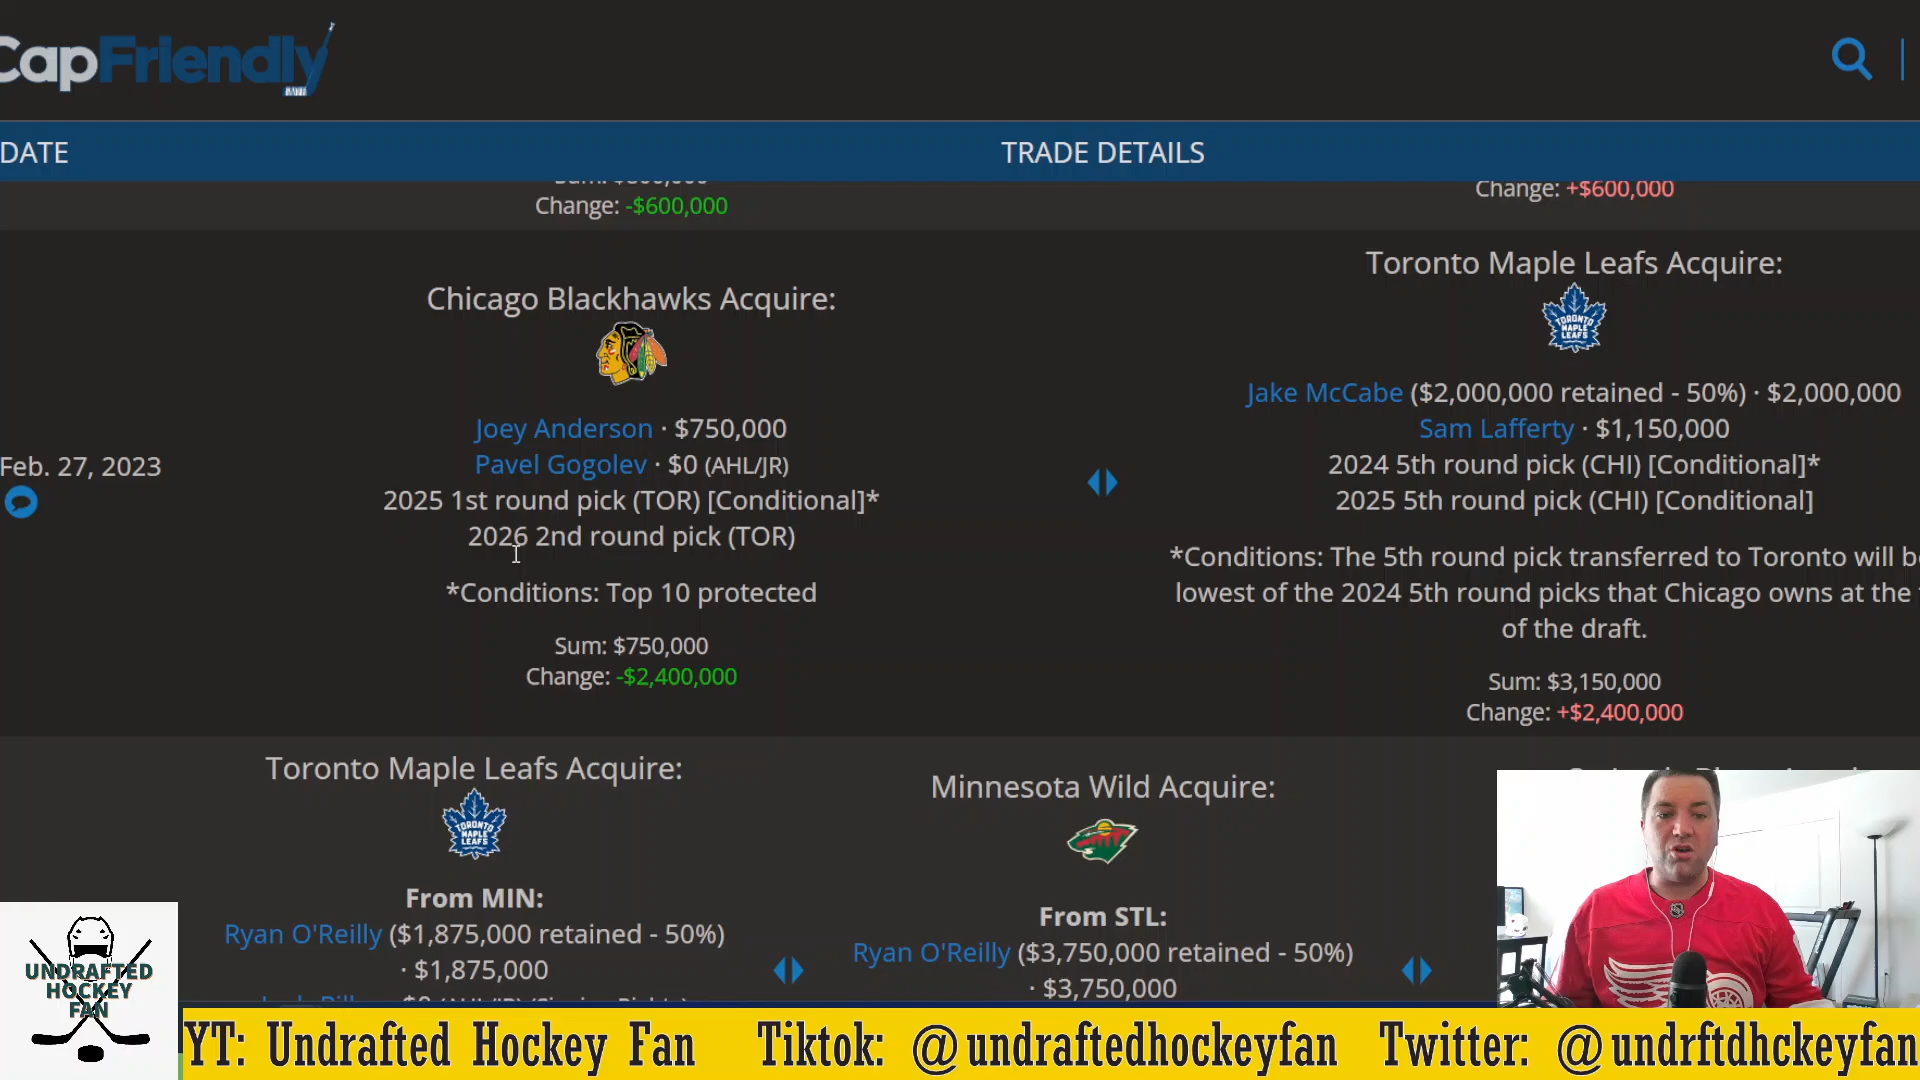 CapFriendly
DATE
TRADE DETAILS
Change: -$600,000
Change: +$600,000
Feb. 27, 2023
Chicago Blackhawks Acquire:
Joey Anderson · $750,000
Pavel Gogolev · $0 (AHL/JR)
2025 1st round pick (TOR) [Conditional]*
2026 2nd round pick (TOR)
*Conditions: Top 10 protected
Sum: $750,000
Change: -$2,400,000
Toronto Maple Leafs Acquire:
TORONTO
MAPLE
LEAFS
Jake McCabe ($2,000,000 retained - 50%) · $2,000,000
Sam Lafferty · $1,150,000
2024 5th round pick (CHI) [Conditional]*
2025 5th round pick (CHI) [Conditional]
*Conditions: The 5th round pick transferred to Toronto will b
lowest of the 2024 5th round picks that Chicago owns at the
of the draft.
Sum: $3,150,000
Change: +$2,400,000
Toronto Maple Leafs Acquire:
TORONTO
MAPLE
LEAFS
From MIN:
Ryan O'Reilly ($1,875,000 retained - 50%)
· $1,875,000
Minnesota Wild Acquire:
From STL:
Ryan O'Reilly ($3,750,000 retained - 50%)
· $3,750,000
UNDRAFTED
HOCKEY
FAN
YT: Undrafted Hockey Fan Tiktok: @undraftedhockeyfan Twitter: @undrftdhckeyfan